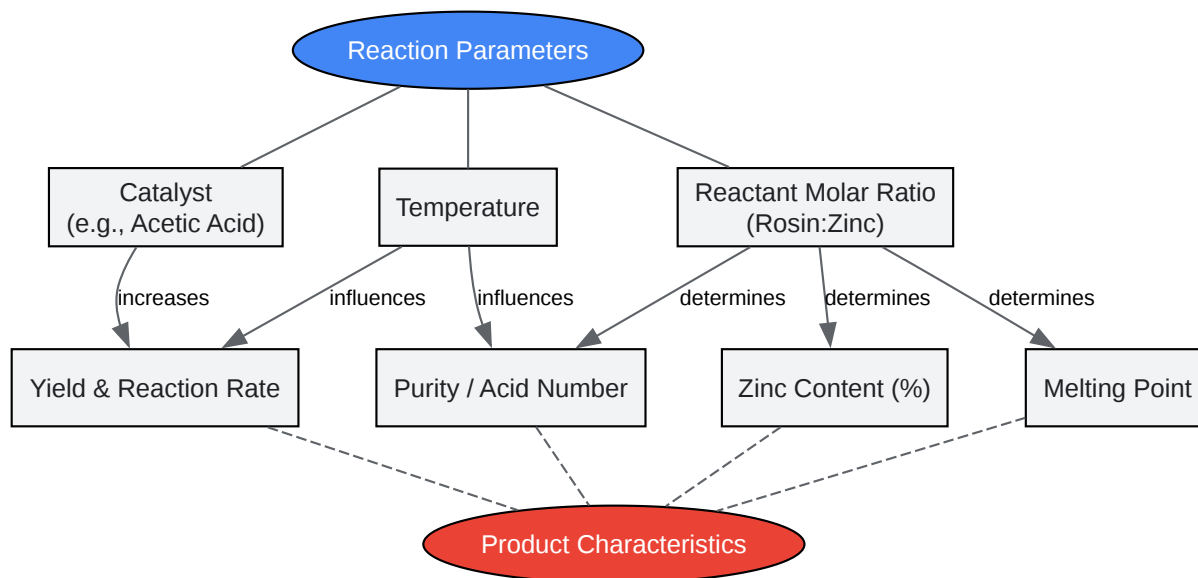 Reaction Parameters
Catalyst
(e.g., Acetic Acid)
Temperature
Reactant Molar Ratio
(Rosin:Zinc)
increases
influences
influences
determines
determines
determines
Yield & Reaction Rate
Purity / Acid Number
Zinc Content (%)
Melting Point
Product Characteristics